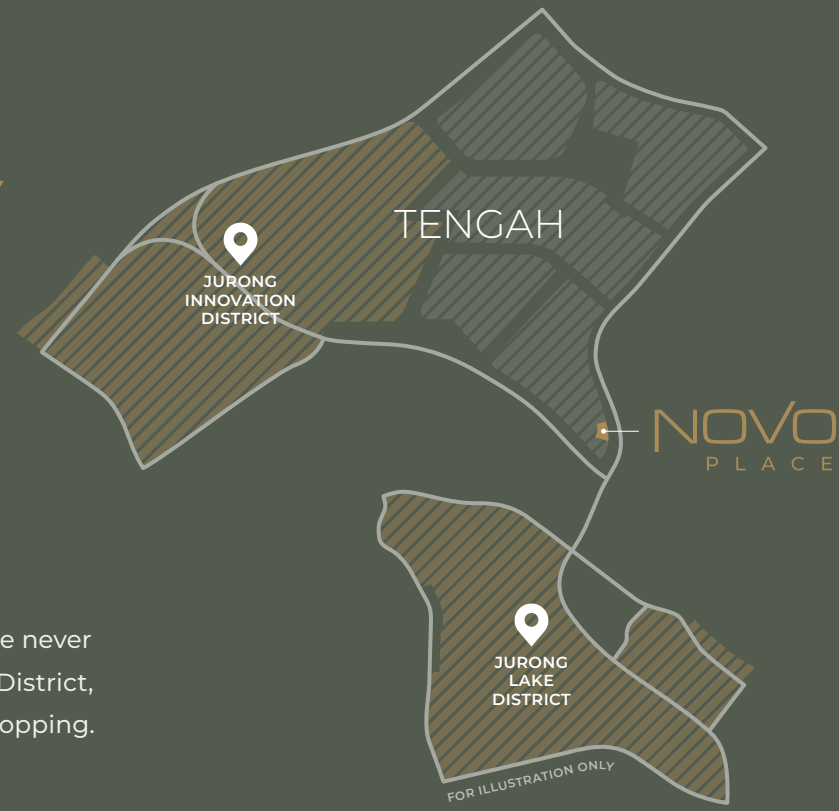 TENGAH
JURONG
INNOVATION
DISTRICT
NOVO
PLACE
JURONG
LAKE
DISTRICT
e never
District,
opping.
FOR ILLUSTRATION ONLY